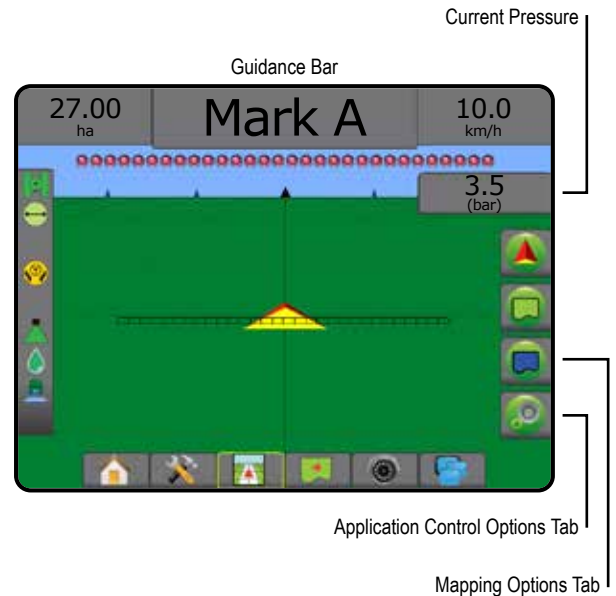 Current Pressure
Guidance Bar
27.00
ha
Mark A
10.0
km/h
3.5
(bar)
Application Control Options Tab
Mapping Options Tab